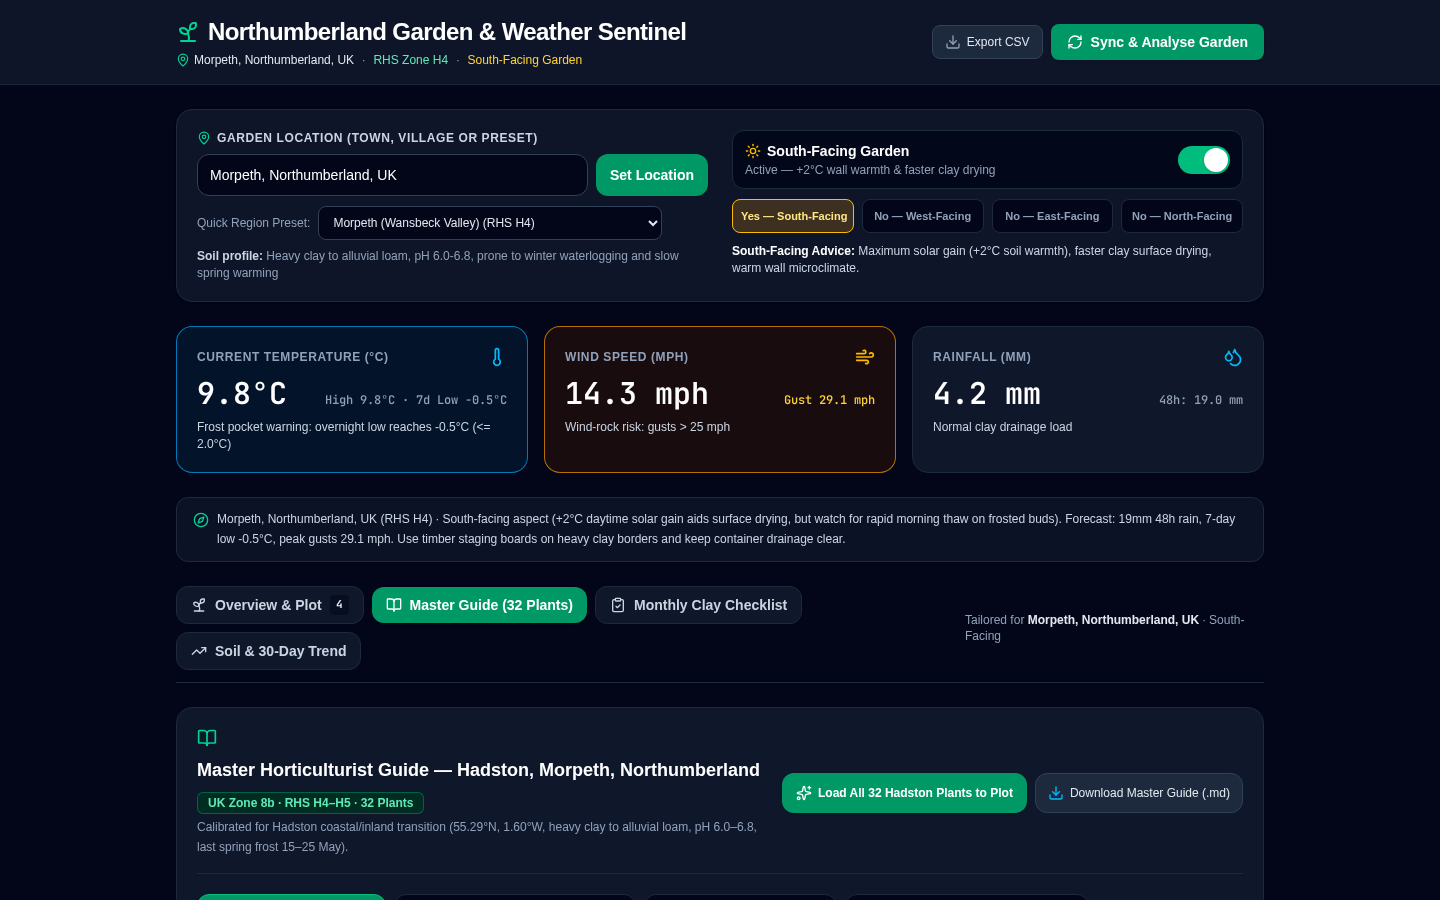 Northumberland Garden & Weather Sentinel
Morpeth, Northumberland, UK · RHS Zone H4 · South-Facing Garden
Export CSV
Sync & Analyse Garden
GARDEN LOCATION (TOWN, VILLAGE OR PRESET)
Morpeth, Northumberland, UK
Set Location
Quick Region Preset:
Morpeth (Wansbeck Valley) (RHS H4)
Soil profile: Heavy clay to alluvial loam, pH 6.0-6.8, prone to winter waterlogging and slow
spring warming
South-Facing Garden
Active — +2°C wall warmth & faster clay drying
Yes — South-Facing
No — West-Facing
No — East-Facing
No — North-Facing
South-Facing Advice: Maximum solar gain (+2°C soil warmth), faster clay surface drying,
warm wall microclimate.
CURRENT TEMPERATURE (°C)
9.8°C
High 9.8°C · 7d Low -0.5°C
Frost pocket warning: overnight low reaches -0.5°C (<=
2.0°C)
WIND SPEED (MPH)
14.3 mph
Gust 29.1 mph
Wind-rock risk: gusts > 25 mph
RAINFALL (MM)
4.2 mm
48h: 19.0 mm
Normal clay drainage load
Morpeth, Northumberland, UK (RHS H4) · South-facing aspect (+2°C daytime solar gain aids surface drying, but watch for rapid morning thaw on frosted buds). Forecast: 19mm 48h rain, 7-day
low -0.5°C, peak gusts 29.1 mph. Use timber staging boards on heavy clay borders and keep container drainage clear.
Overview & Plot 4
Master Guide (32 Plants)
Monthly Clay Checklist
Soil & 30-Day Trend
Tailored for Morpeth, Northumberland, UK · South-
Facing
Master Horticulturist Guide — Hadston, Morpeth, Northumberland
UK Zone 8b · RHS H4–H5 · 32 Plants
Calibrated for Hadston coastal/inland transition (55.29°N, 1.60°W, heavy clay to alluvial loam, pH 6.0–6.8,
last spring frost 15–25 May).
Load All 32 Hadston Plants to Plot
Download Master Guide (.md)